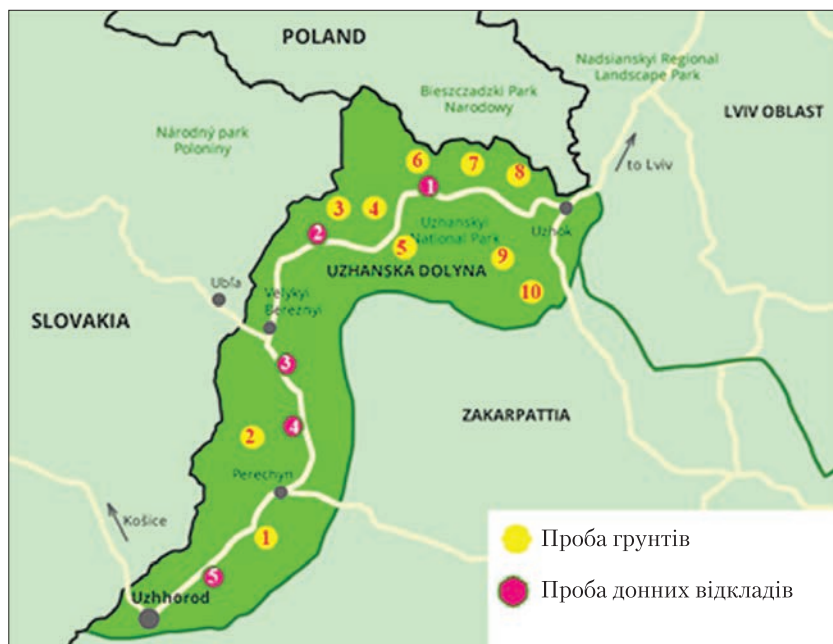 POLAND
Nadsianskyi Regional
Landscape Park
Bieszczadzki Park
Narodowy
LVIV OBLAST
Národný park
Poloniny
to Lviv
6
7
8
1
3
4
2
Uzhanskyi
National Park
Uzhok
5
9
UZHANSKA DOLYNA
10
Ubľa
Velykyi
Bereznyi
SLOVAKIA
3
ZAKARPATTIA
4
2
Perechyn
Košice
1
5
Uzhhorod
Проба грунтів
Проба донних відкладів